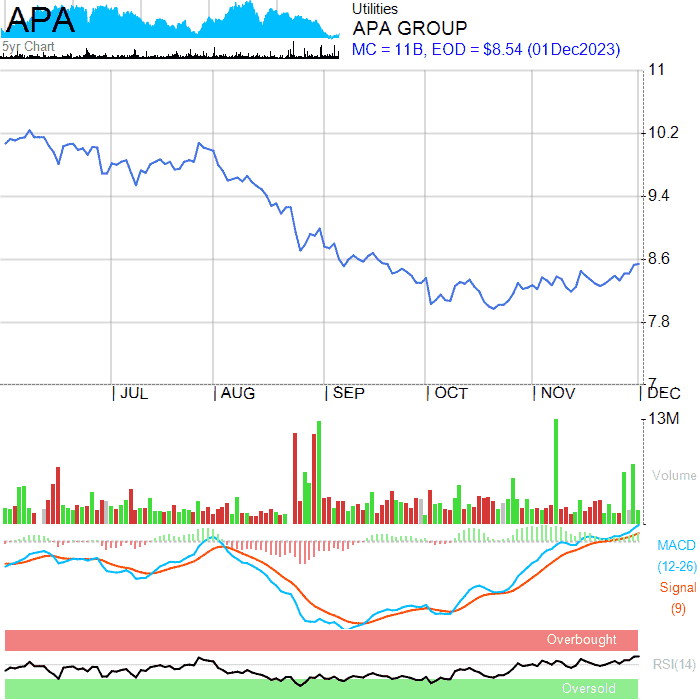 APA
5yr Chart
Utilities
APA GROUP
MC = 11B, EOD = $8.54 (01Dec2023)
11
10.2
9.4
8.6
7.8
7
| JUL | AUG | SEP | OCT | NOV | DEC
13M
Volume
MACD
(12-26)
Signal
(9)
Overbought
RSI(14)
Oversold